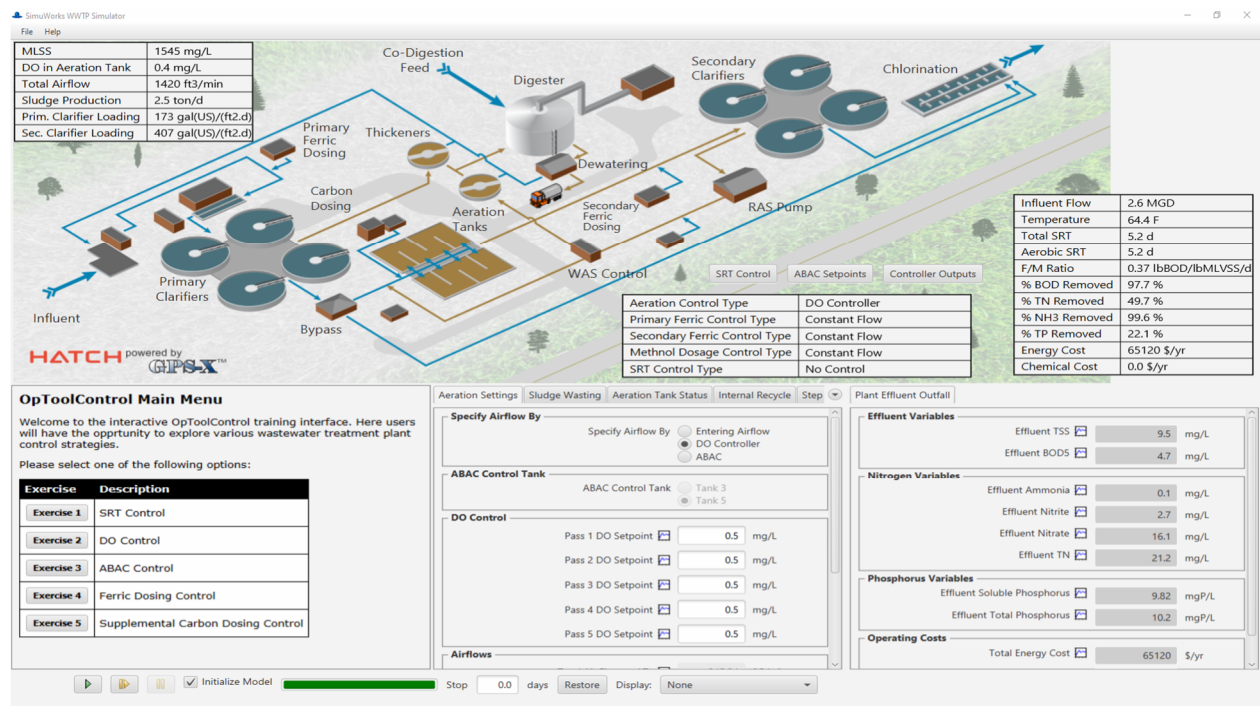 SimuWorks WWTP Simulator
File Help
MLSS 1545 mg/L
DO in Aeration Tank 0.4 mg/L
Total Airflow 1420 ft3/min
Sludge Production 2.5 ton/d
Prim. Clarifier Loading 173 gal(US)/(ft2.d)
Sec. Clarifier Loading 407 gal(US)/(ft2.d)
Co-Digestion
Feed
Digester
Secondary
Clarifiers
Chlorination
Primary
Ferric
Dosing
Thickeners
Dewatering
Carbon
Dosing
Aeration
Tanks
Secondary
Ferric
Dosing
RAS Pump
WAS Control
Primary
Clarifiers
Influent
Bypass
HATCH powered by GPS-X™
SRT Control ABAC Setpoints Controller Outputs
Aeration Control Type DO Controller
Primary Ferric Control Type Constant Flow
Secondary Ferric Control Type Constant Flow
Methnol Dosage Control Type Constant Flow
SRT Control Type No Control
Influent Flow 2.6 MGD
Temperature 64.4 F
Total SRT 5.2 d
Aerobic SRT 5.2 d
F/M Ratio 0.37 lbBOD/lbMLVSS/d
% BOD Removed 97.7 %
% TN Removed 49.7 %
% NH3 Removed 99.6 %
% TP Removed 22.1 %
Energy Cost 65120 $/yr
Chemical Cost 0.0 $/yr
OpToolControl Main Menu
Welcome to the interactive OpToolControl training interface. Here users
will have the opprtunity to explore various wastewater treatment plant
control strategies.
Please select one of the following options:
Exercise Description
Exercise 1 SRT Control
Exercise 2 DO Control
Exercise 3 ABAC Control
Exercise 4 Ferric Dosing Control
Exercise 5 Supplemental Carbon Dosing Control
Aeration Settings Sludge Wasting Aeration Tank Status Internal Recycle Step
Specify Airflow By
Specify Airflow By Entering Airflow
DO Controller
ABAC
ABAC Control Tank
ABAC Control Tank Tank 3
Tank 5
DO Control
Pass 1 DO Setpoint 0.5 mg/L
Pass 2 DO Setpoint 0.5 mg/L
Pass 3 DO Setpoint 0.5 mg/L
Pass 4 DO Setpoint 0.5 mg/L
Pass 5 DO Setpoint 0.5 mg/L
Airflows
Plant Effluent Outfall
Effluent Variables
Effluent TSS 9.5 mg/L
Effluent BOD5 4.7 mg/L
Nitrogen Variables
Effluent Ammonia 0.1 mg/L
Effluent Nitrite 2.7 mg/L
Effluent Nitrate 16.1 mg/L
Effluent TN 21.2 mg/L
Phosphorus Variables
Effluent Soluble Phosphorus 9.82 mgP/L
Effluent Total Phosphorus 10.2 mgP/L
Operating Costs
Total Energy Cost 65120 $/yr
Initialize Model Stop 0.0 days Restore Display: None